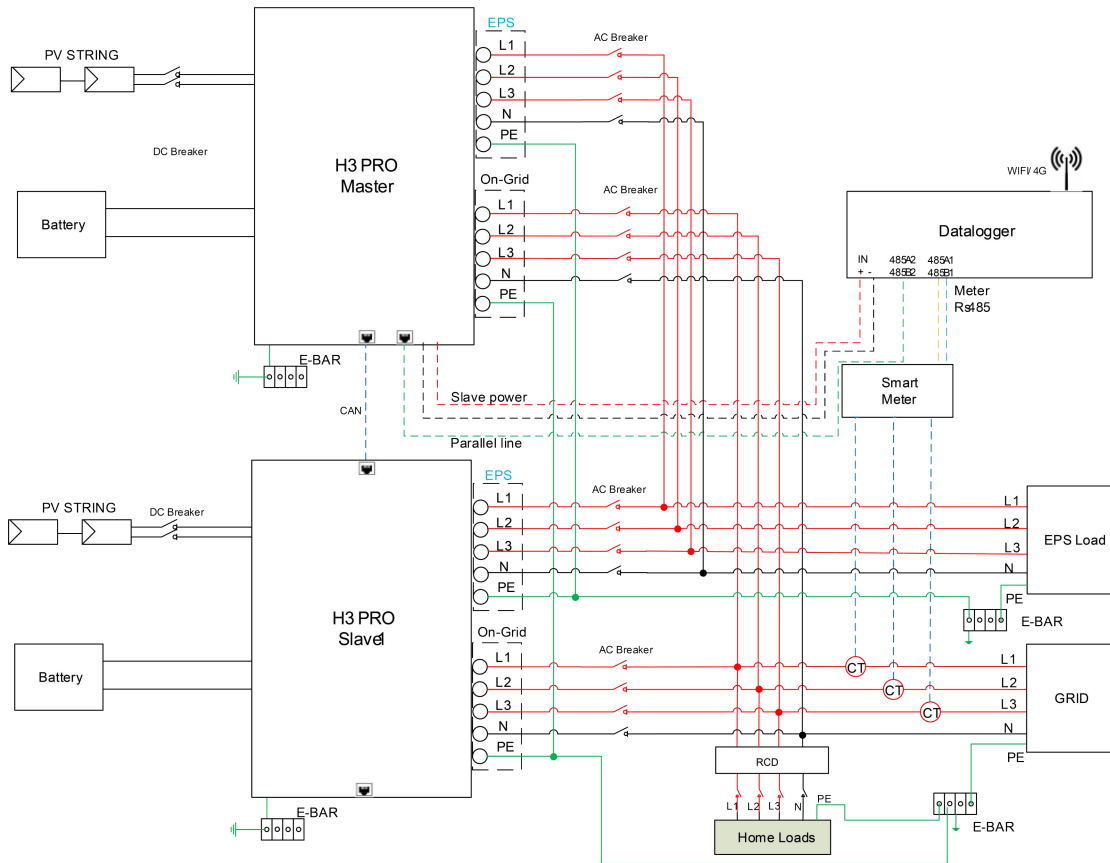 EPS
PV STRING
DC Breaker
Battery
H3 PRO
Master
L1
L2
L3
N
PE
AC Breaker
On-Grid
L1
L2
L3
N
PE
AC Breaker
WIFI/ 4G
Datalogger
IN
+ -
485A2
485B2
485A1
485B1
Meter
Rs485
Smart
Meter
E-BAR
CAN
Slave power
Parallel line
EPS
PV STRING
DC Breaker
Battery
H3 PRO
Slave1
L1
L2
L3
N
PE
AC Breaker
On-Grid
L1
L2
L3
N
PE
AC Breaker
L1
L2
L3
N
PE
EPS Load
E-BAR
CT
CT
CT
L1
L2
L3
N
PE
GRID
RCD
L1
L2
L3
N
PE
Home Loads
E-BAR
E-BAR